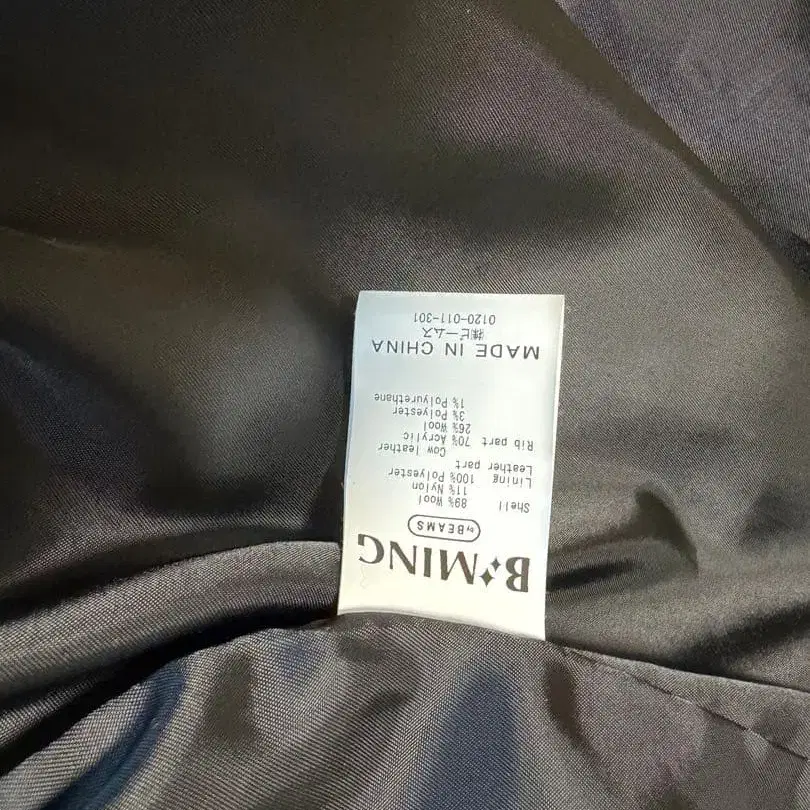 B✦MING
by BEAMS
Shell 89% Wool
11% Nylon
Lining 100% Polyester
Leather part
Cow leather
Rib part 70% Acrylic
26% Wool
3% Polyester
1% Polyurethane
MADE IN CHINA
㈱ビームス
0120-011-301